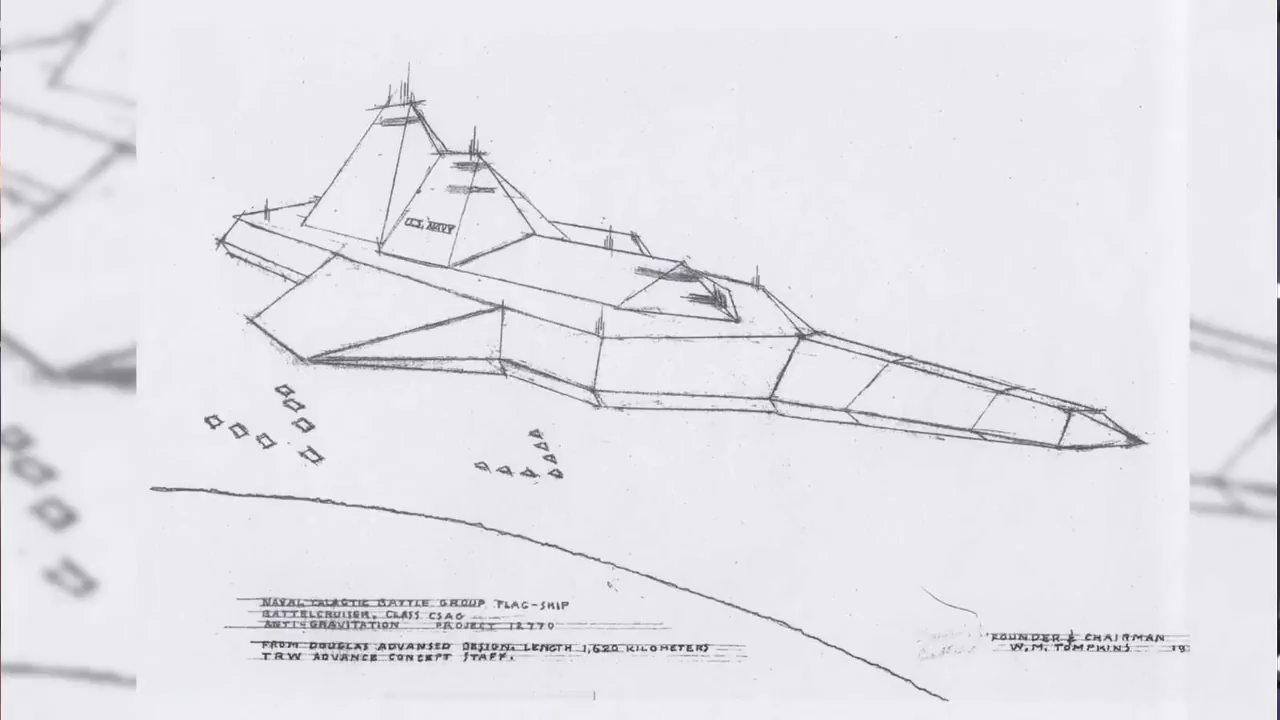 U.S. NAVY
NAVAL GALACTIC BATTLE GROUP FLAG-SHIP
BATTELCRUISER, CLASS CSAG
ANTI-GRAVITATION PROJECT 12770
FROM DOUGLAS ADVANSED DESIGN. LENGTH 1,620 KILOMETERS
TRW ADVANCE CONCEPT STAFF.
FOUNDER & CHAIRMAN
W.M. TOMPKINS 19